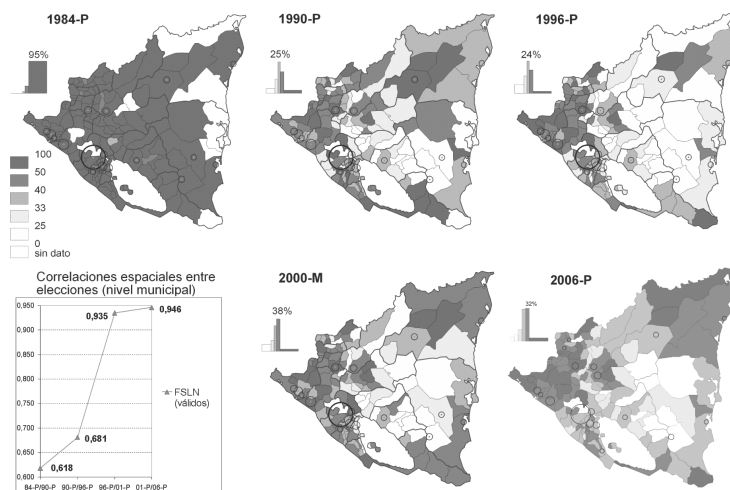 1984-P
95%
1990-P
25%
1996-P
24%
100
50
40
33
25
0
sin dato
Correlaciones espaciales entre
elecciones (nivel municipal)
0,950
0,900
0,850
0,800
0,750
0,700
0,650
0,600
0,935
0,946
0,681
0,618
FSLN
(válidos)
84-P/90-P 90-P/96-P 96-P/01-P 01-P/06-P
2000-M
38%
2006-P
32%